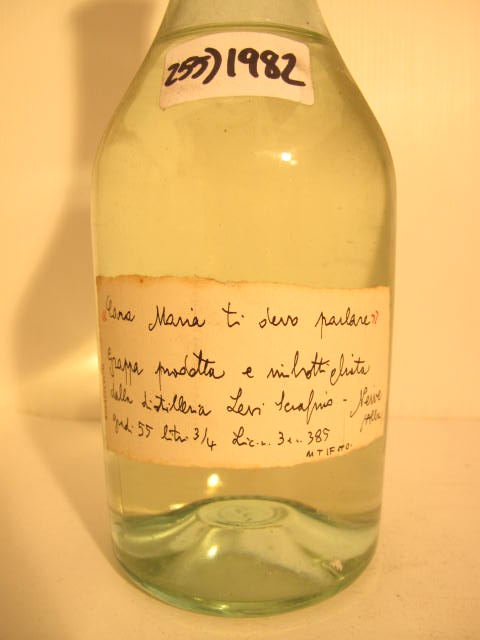 255) 1982
"Cara Maria ti devo parlare"
Grappa prodotta e imbottigliata
dalla distilleria Levi Serafino - Neive
Alba
gradi 55 litri 3/4 Lic. n. 3 e n. 385